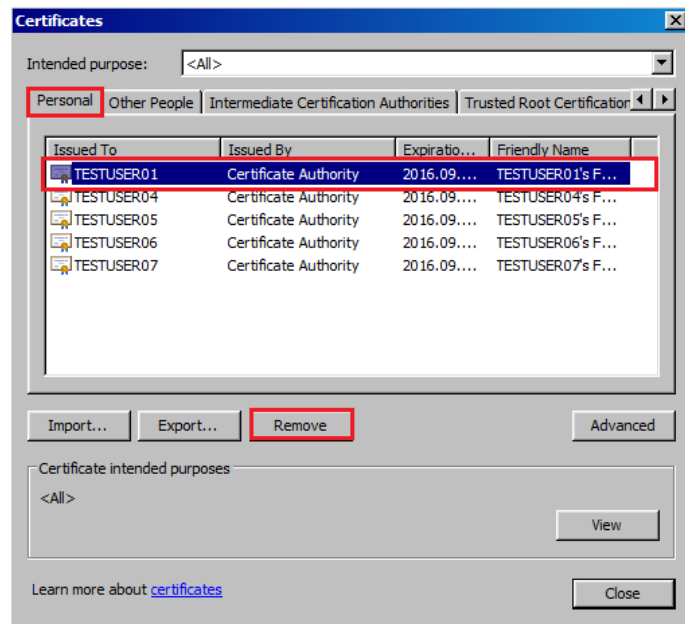 Certificates
Intended purpose: <All>
Personal Other People Intermediate Certification Authorities Trusted Root Certification
Issued To Issued By Expiratio... Friendly Name
TESTUSER01 Certificate Authority 2016.09.... TESTUSER01's F...
TESTUSER04 Certificate Authority 2016.09.... TESTUSER04's F...
TESTUSER05 Certificate Authority 2016.09.... TESTUSER05's F...
TESTUSER06 Certificate Authority 2016.09.... TESTUSER06's F...
TESTUSER07 Certificate Authority 2016.09.... TESTUSER07's F...
Import... Export... Remove Advanced
Certificate intended purposes
<All>
View
Learn more about certificates Close